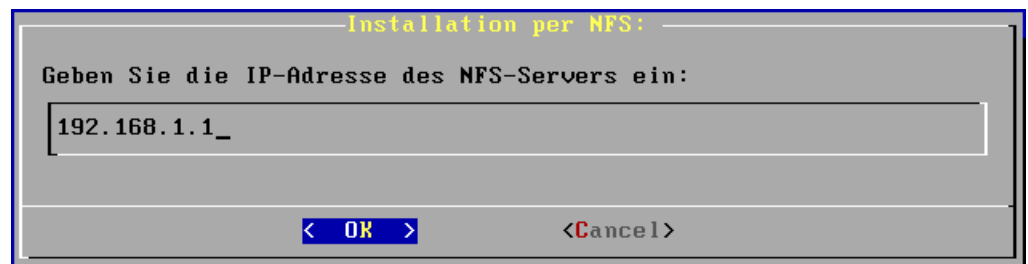 Installation per NFS:
Geben Sie die IP-Adresse des NFS-Servers ein:
192.168.1.1_
< OK > <Cancel>